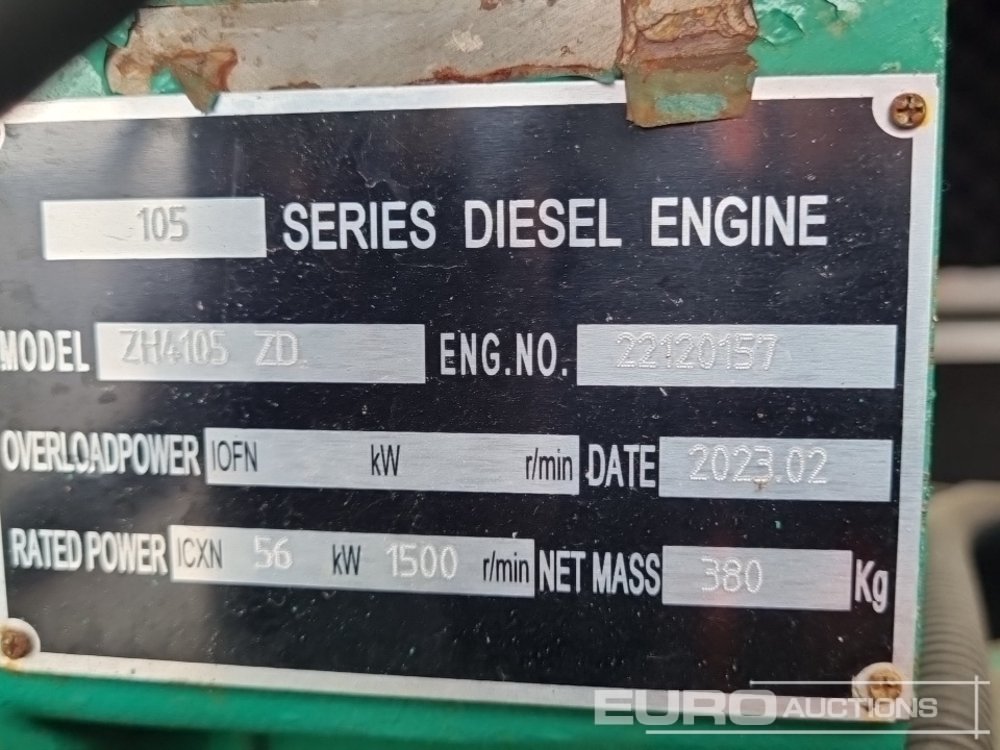 105 SERIES DIESEL ENGINE
MODEL ZH4105 ZD. ENG.NO. 22120157
OVERLOADPOWER IOFN kW r/min DATE 2023.02
RATED POWER ICXN 56 kW 1500 r/min NET MASS 380 Kg
EURO AUCTIONS